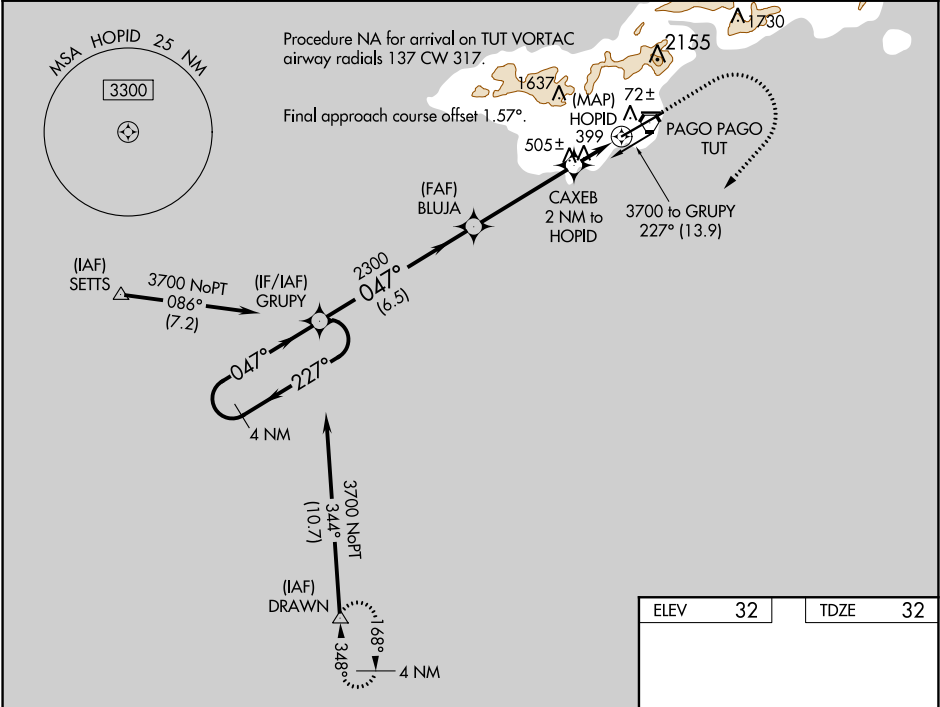 MSA HOPID 25 NM
3300
Procedure NA for arrival on TUT VORTAC
airway radials 137 CW 317.
Final approach course offset 1.57°.
1730
2155
1637
(MAP)
HOPID
72±
399
505±
PAGO PAGO
TUT
CAXEB
2 NM to
HOPID
3700 to GRUPY
227° (13.9)
(FAF)
BLUJA
2300
047°
(6.5)
(IAF)
SETTS
3700 NoPT
086°
(7.2)
(IF/IAF)
GRUPY
047°
227°
4 NM
3700 NoPT
344°
(10.7)
(IAF)
DRAWN
168°
348°
4 NM
ELEV 32
TDZE 32